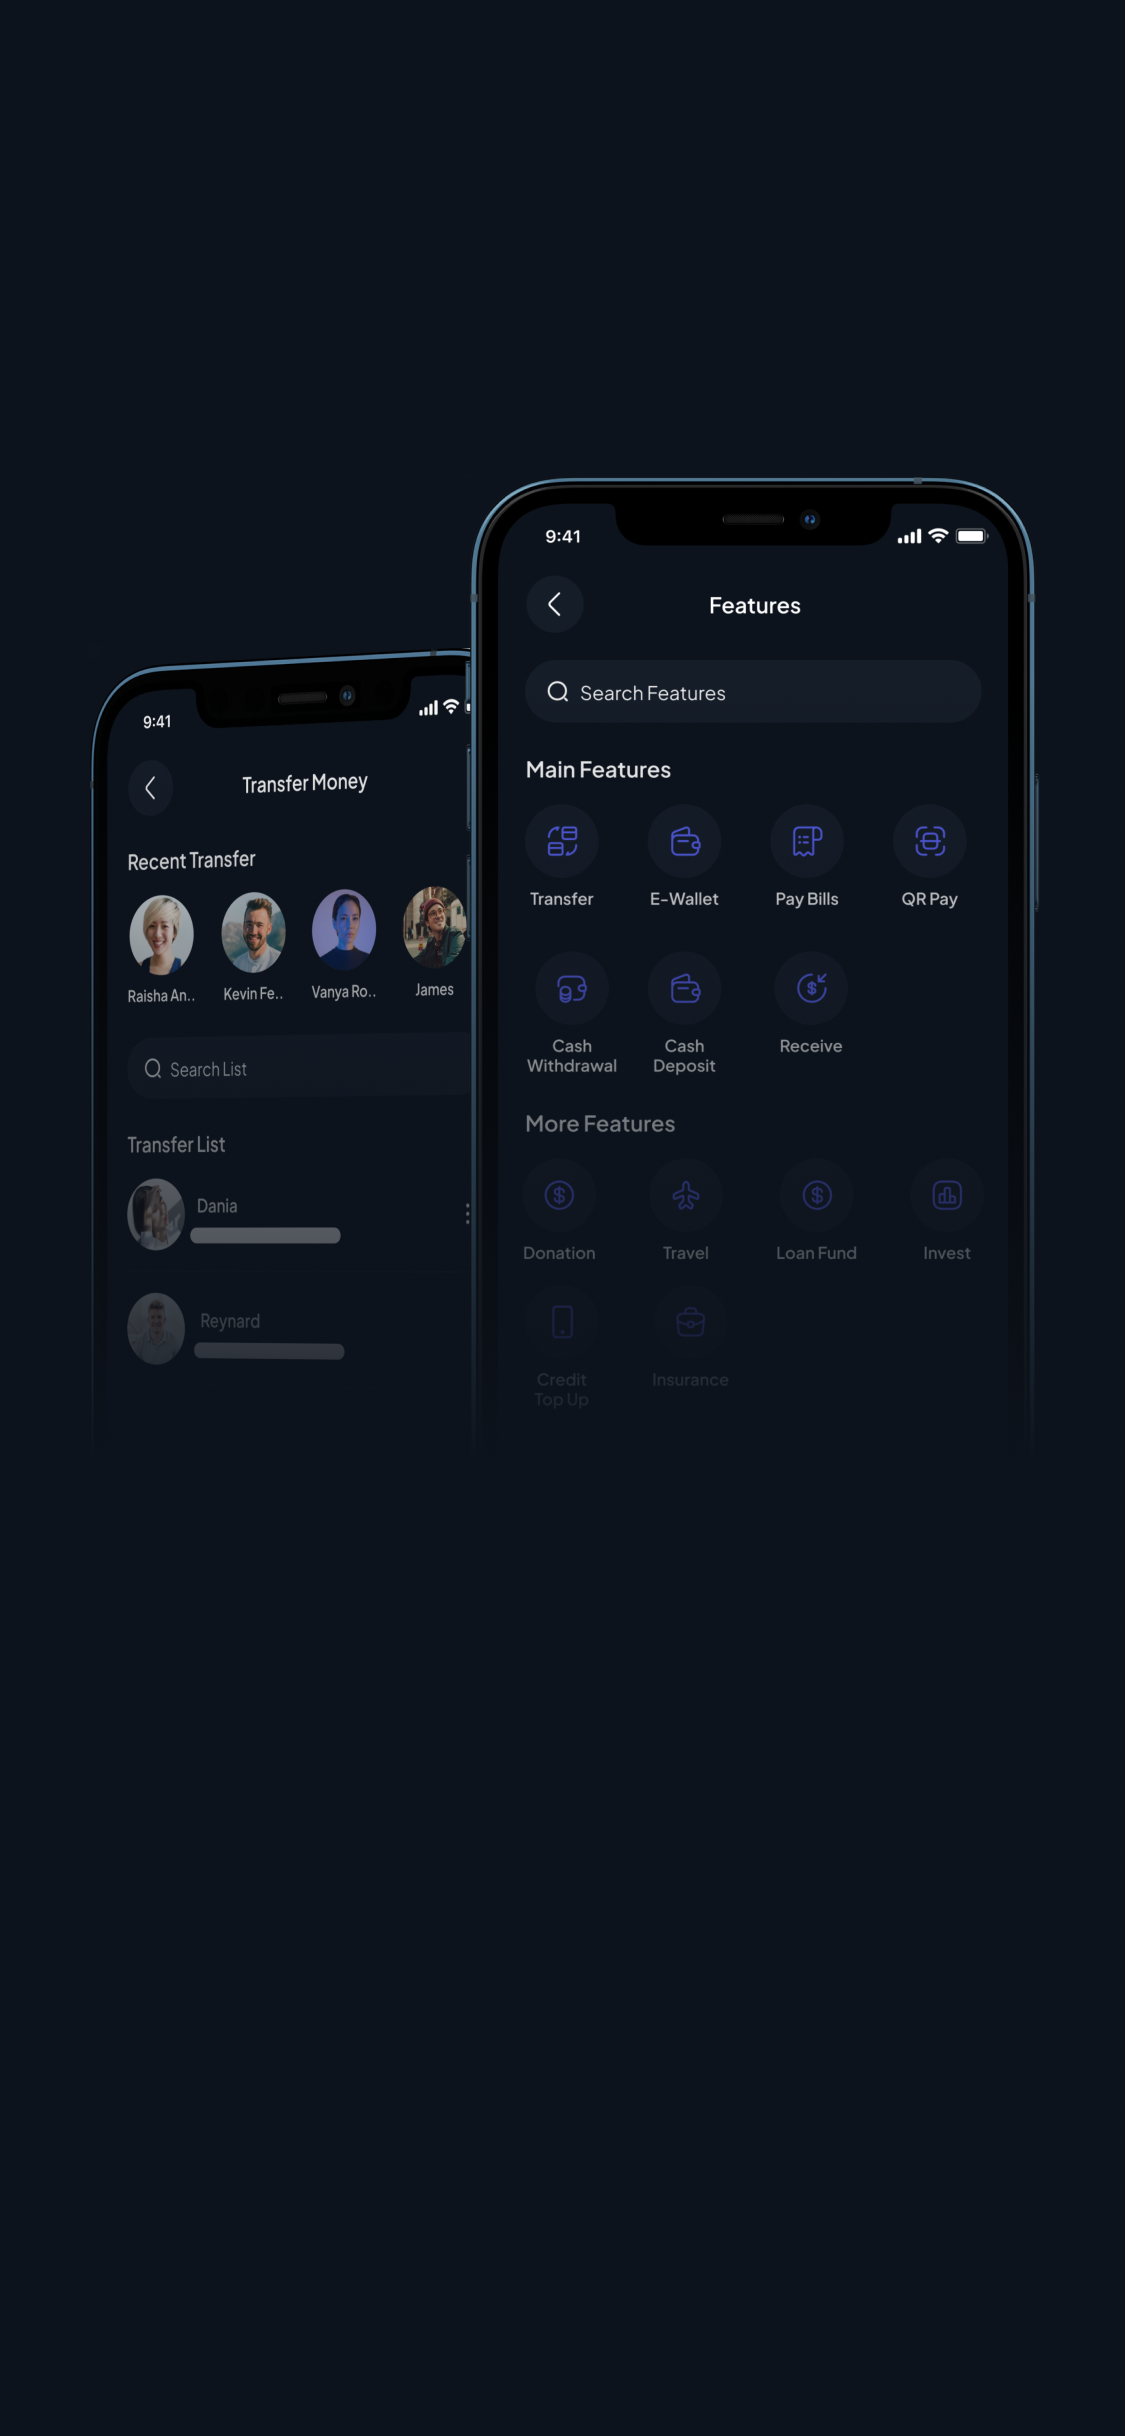 9:41
Transfer Money
Recent Transfer
Raisha An..
Kevin Fe..
Vanya Ro..
James
Search List
Transfer List
Dania
Reynard
9:41
Features
Search Features
Main Features
Transfer
E-Wallet
Pay Bills
QR Pay
Cash
Withdrawal
Cash
Deposit
Receive
More Features
Donation
Travel
Loan Fund
Invest
Credit
Top Up
Insurance